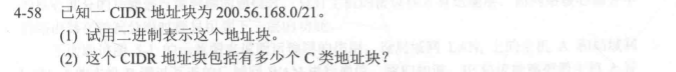 4-58 已知一 CIDR 地址块为 200.56.168.0/21。
(1) 试用二进制表示这个地址块。
(2) 这个 CIDR 地址块包括有多少个 C 类地址块？